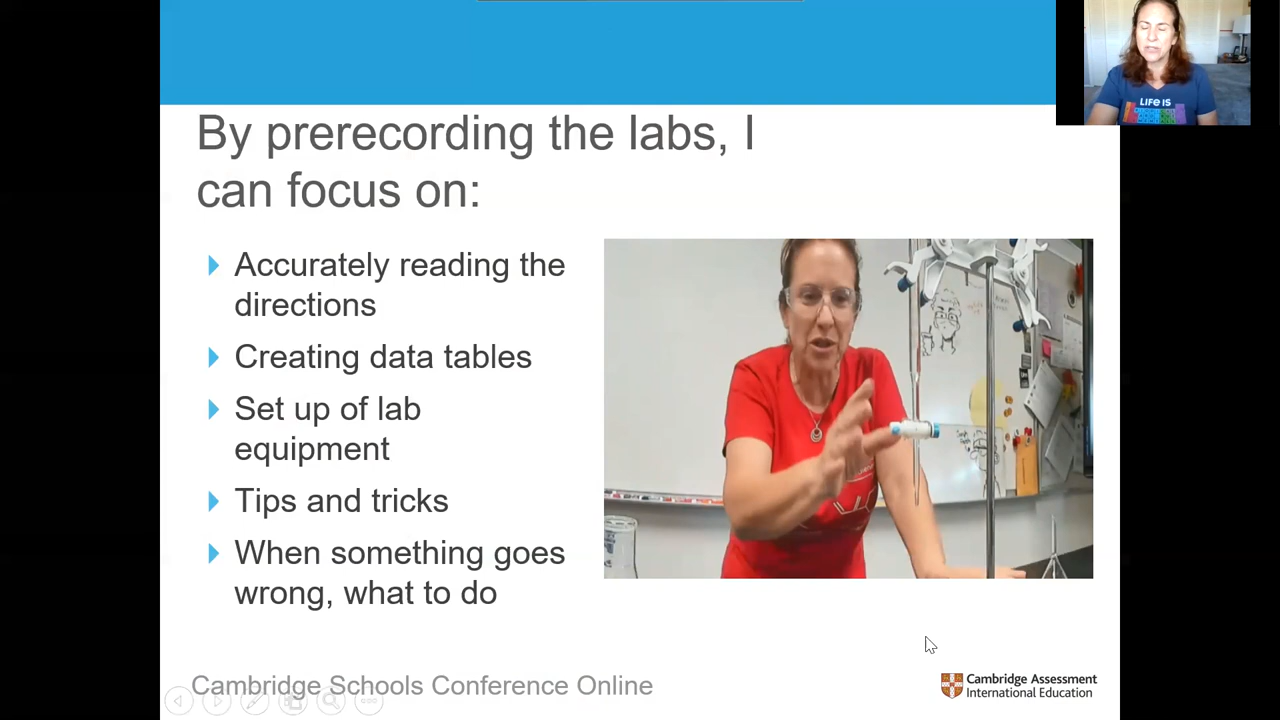 LIFE IS
By prerecording the labs, I
can focus on:
Accurately reading the
directions
Creating data tables
Set up of lab
equipment
Tips and tricks
When something goes
wrong, what to do
Cambridge Schools Conference Online
Cambridge Assessment
International Education